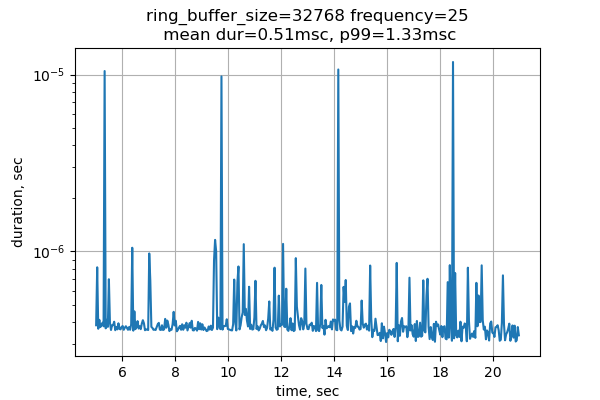 ring_buffer_size=32768 frequency=25
mean dur=0.51msc, p99=1.33msc
10⁻⁵
10⁻⁶
duration, sec
6 8 10 12 14 16 18 20
time, sec